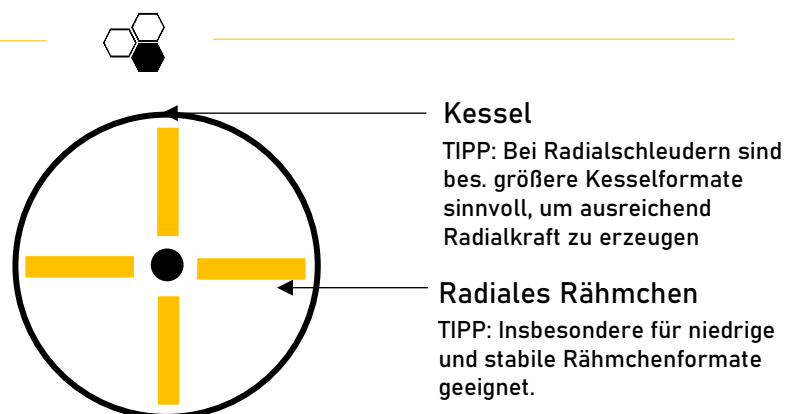 Kessel
TIPP: Bei Radialschleudern sind
bes. größere Kesselformate
sinnvoll, um ausreichend
Radialkraft zu erzeugen
Radiales Rähmchen
TIPP: Insbesondere für niedrige
und stabile Rähmchenformate
geeignet.